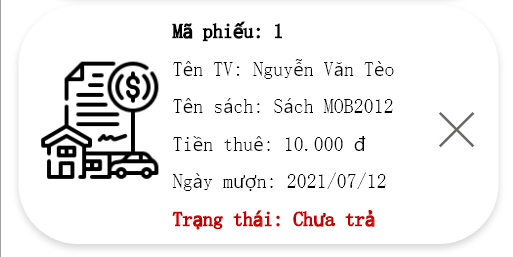 Mã phiếu: 1
Tên TV: Nguyễn Văn Tèo
Tên sách: Sách MOB2012
Tiền thuê: 10.000 đ
Ngày mượn: 2021/07/12
Trạng thái: Chưa trả